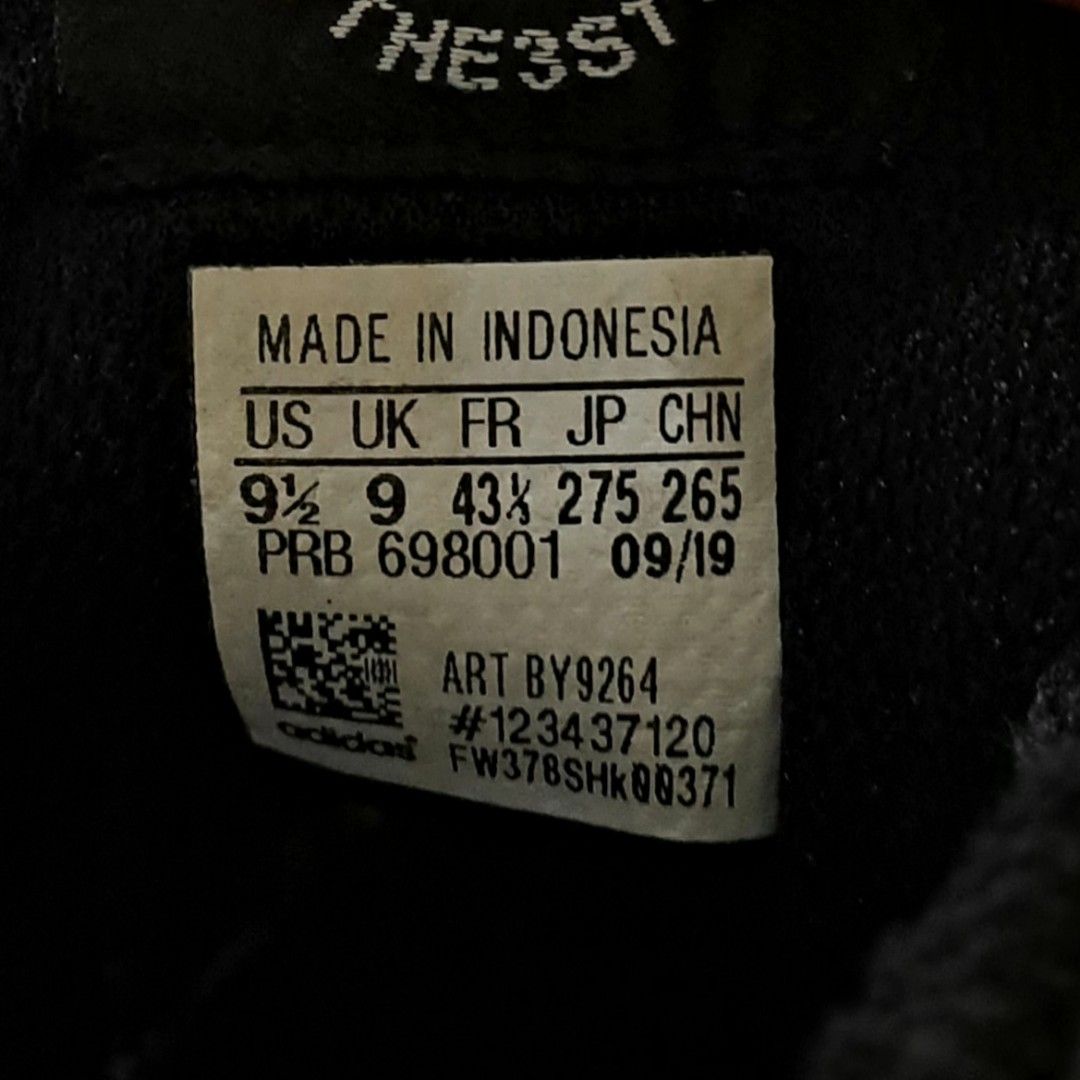 THE3ST
MADE IN INDONESIA
US UK FR JP CHN
9½ 9 43⅓ 275 265
PRB 698001 09/19
ART BY9264
#123437120
adidas
FW378SHk00371